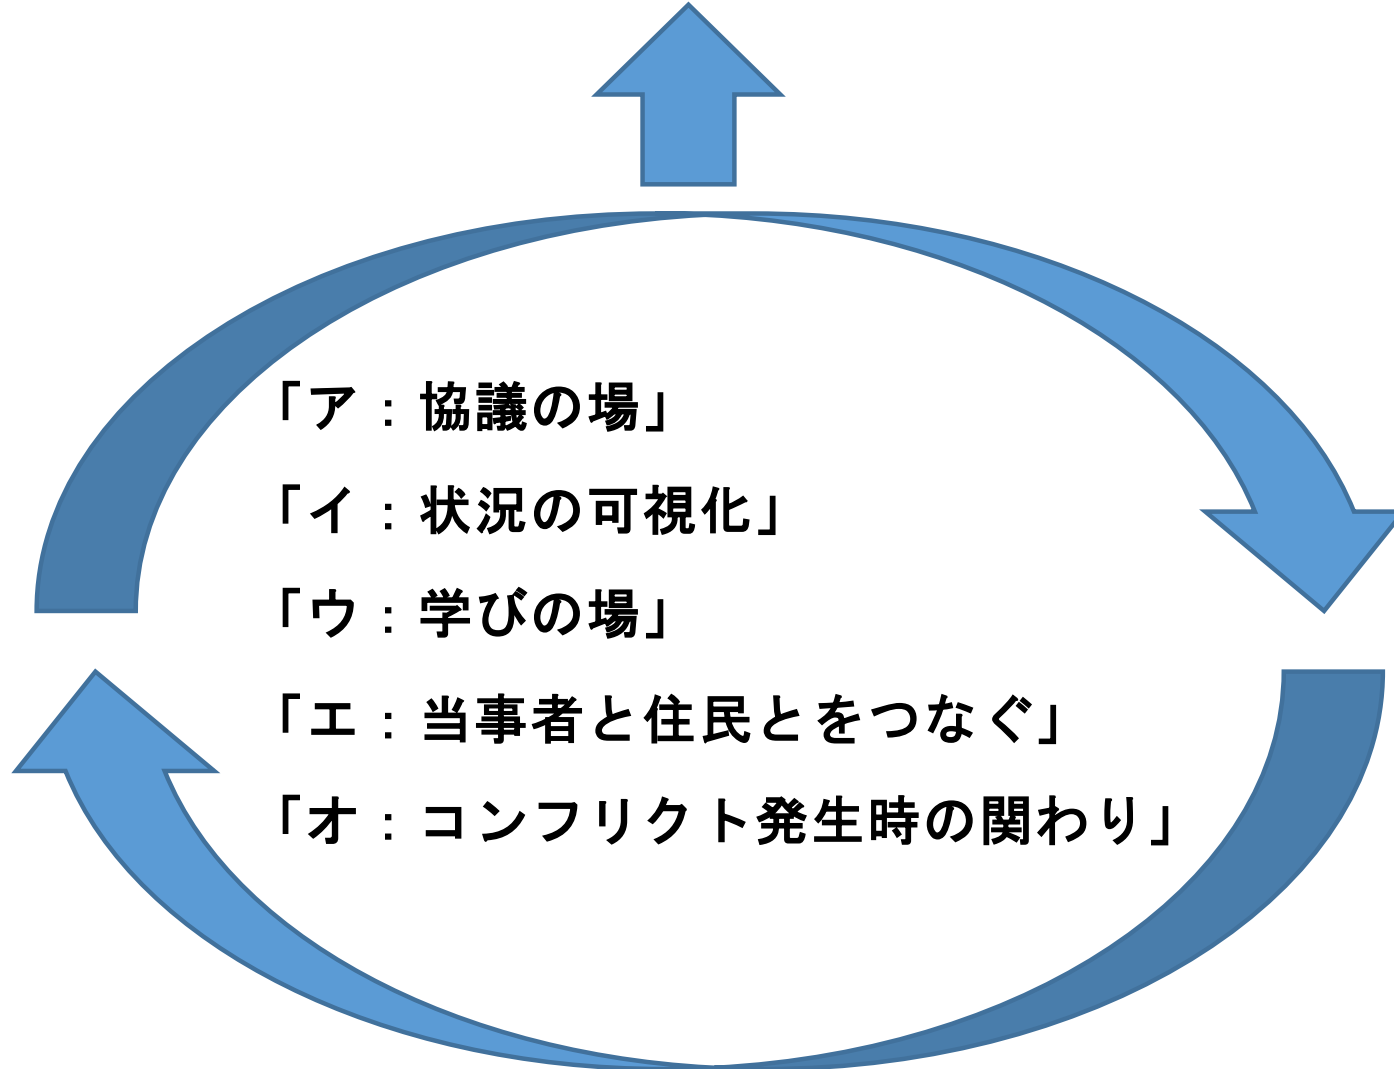 「ア：協議の場」
「イ：状況の可視化」
「ウ：学びの場」
「エ：当事者と住民とをつなぐ」
「オ：コンフリクト発生時の関わり」